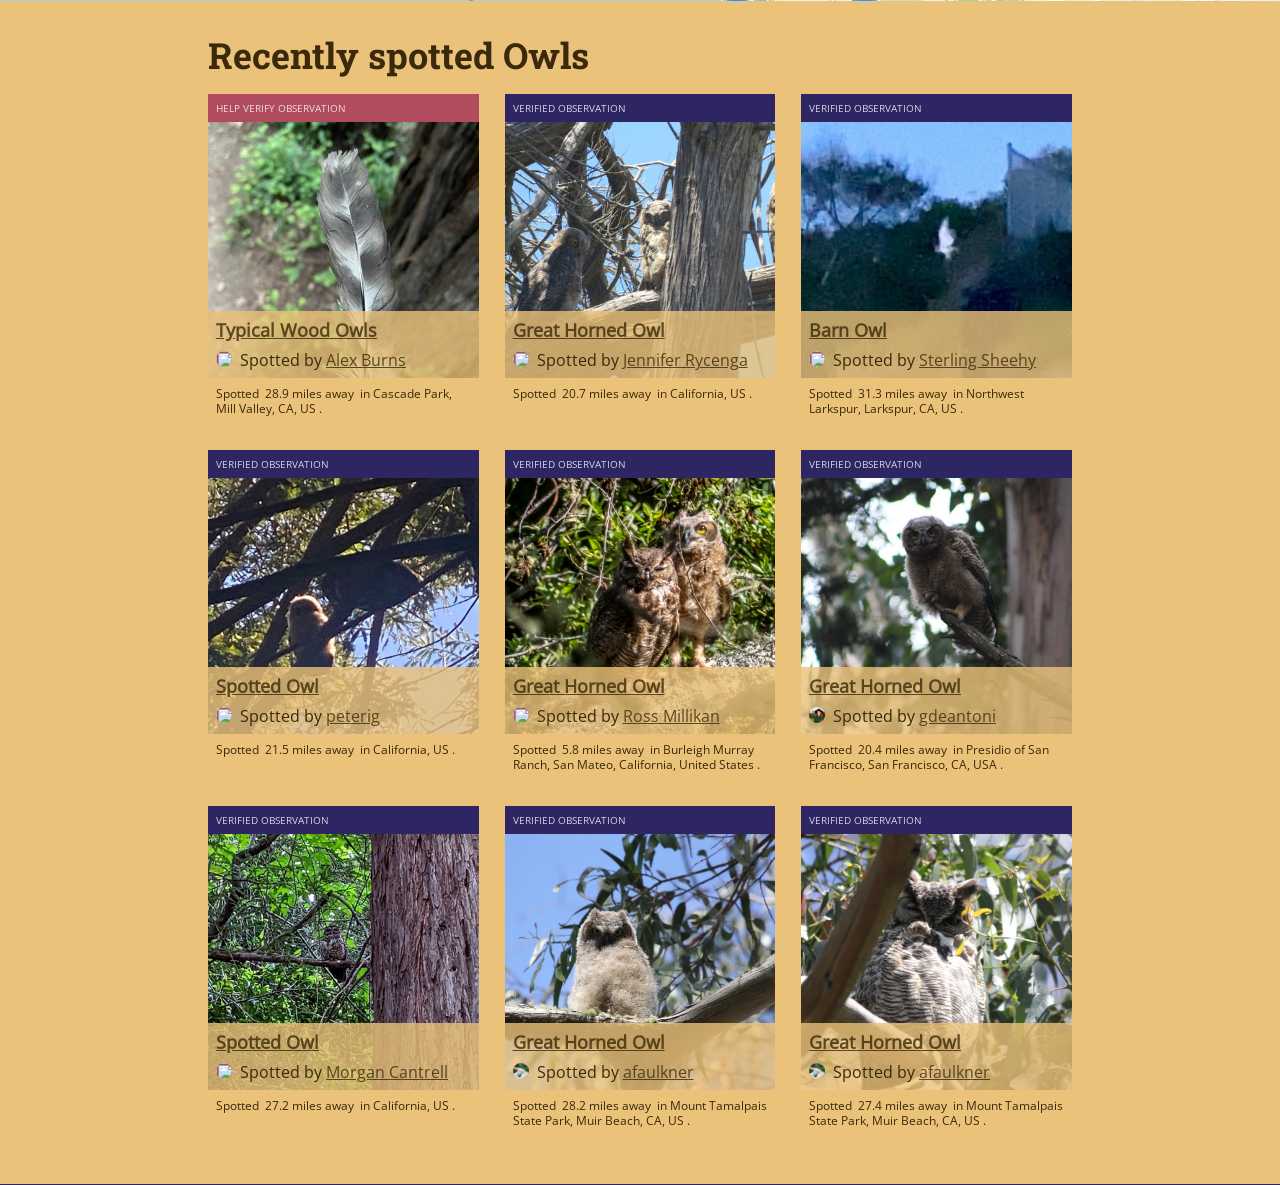 Recently spotted Owls
HELP VERIFY OBSERVATION
Typical Wood Owls
Spotted by Alex Burns
Spotted 28.9 miles away in Cascade Park,
Mill Valley, CA, US .
VERIFIED OBSERVATION
Great Horned Owl
Spotted by Jennifer Rycenga
Spotted 20.7 miles away in California, US .
VERIFIED OBSERVATION
Barn Owl
Spotted by Sterling Sheehy
Spotted 31.3 miles away in Northwest
Larkspur, Larkspur, CA, US .
VERIFIED OBSERVATION
Spotted Owl
Spotted by peterig
Spotted 21.5 miles away in California, US .
VERIFIED OBSERVATION
Great Horned Owl
Spotted by Ross Millikan
Spotted 5.8 miles away in Burleigh Murray
Ranch, San Mateo, California, United States .
VERIFIED OBSERVATION
Great Horned Owl
Spotted by gdeantoni
Spotted 20.4 miles away in Presidio of San
Francisco, San Francisco, CA, USA .
VERIFIED OBSERVATION
Spotted Owl
Spotted by Morgan Cantrell
Spotted 27.2 miles away in California, US .
VERIFIED OBSERVATION
Great Horned Owl
Spotted by afaulkner
Spotted 28.2 miles away in Mount Tamalpais
State Park, Muir Beach, CA, US .
VERIFIED OBSERVATION
Great Horned Owl
Spotted by afaulkner
Spotted 27.4 miles away in Mount Tamalpais
State Park, Muir Beach, CA, US .